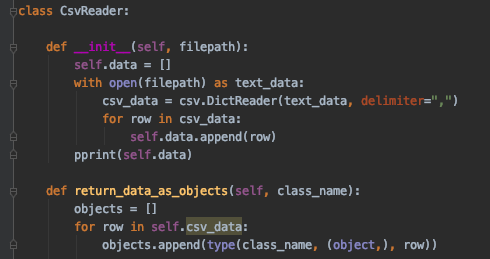 class CsvReader:
    def __init__(self, filepath):
        self.data = []
        with open(filepath) as text_data:
            csv_data = csv.DictReader(text_data, delimiter=",")
            for row in csv_data:
                self.data.append(row)
        pprint(self.data)
    def return_data_as_objects(self, class_name):
        objects = []
        for row in self.csv_data:
            objects.append(type(class_name, (object,), row))